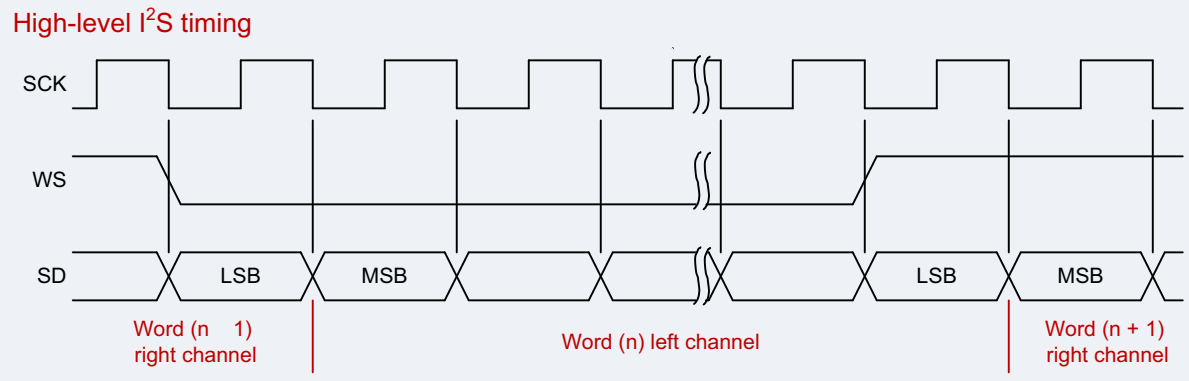 High-level I²S timing
SCK
WS
SD
LSB
MSB
LSB
MSB
Word (n 1)
right channel
Word (n) left channel
Word (n + 1)
right channel